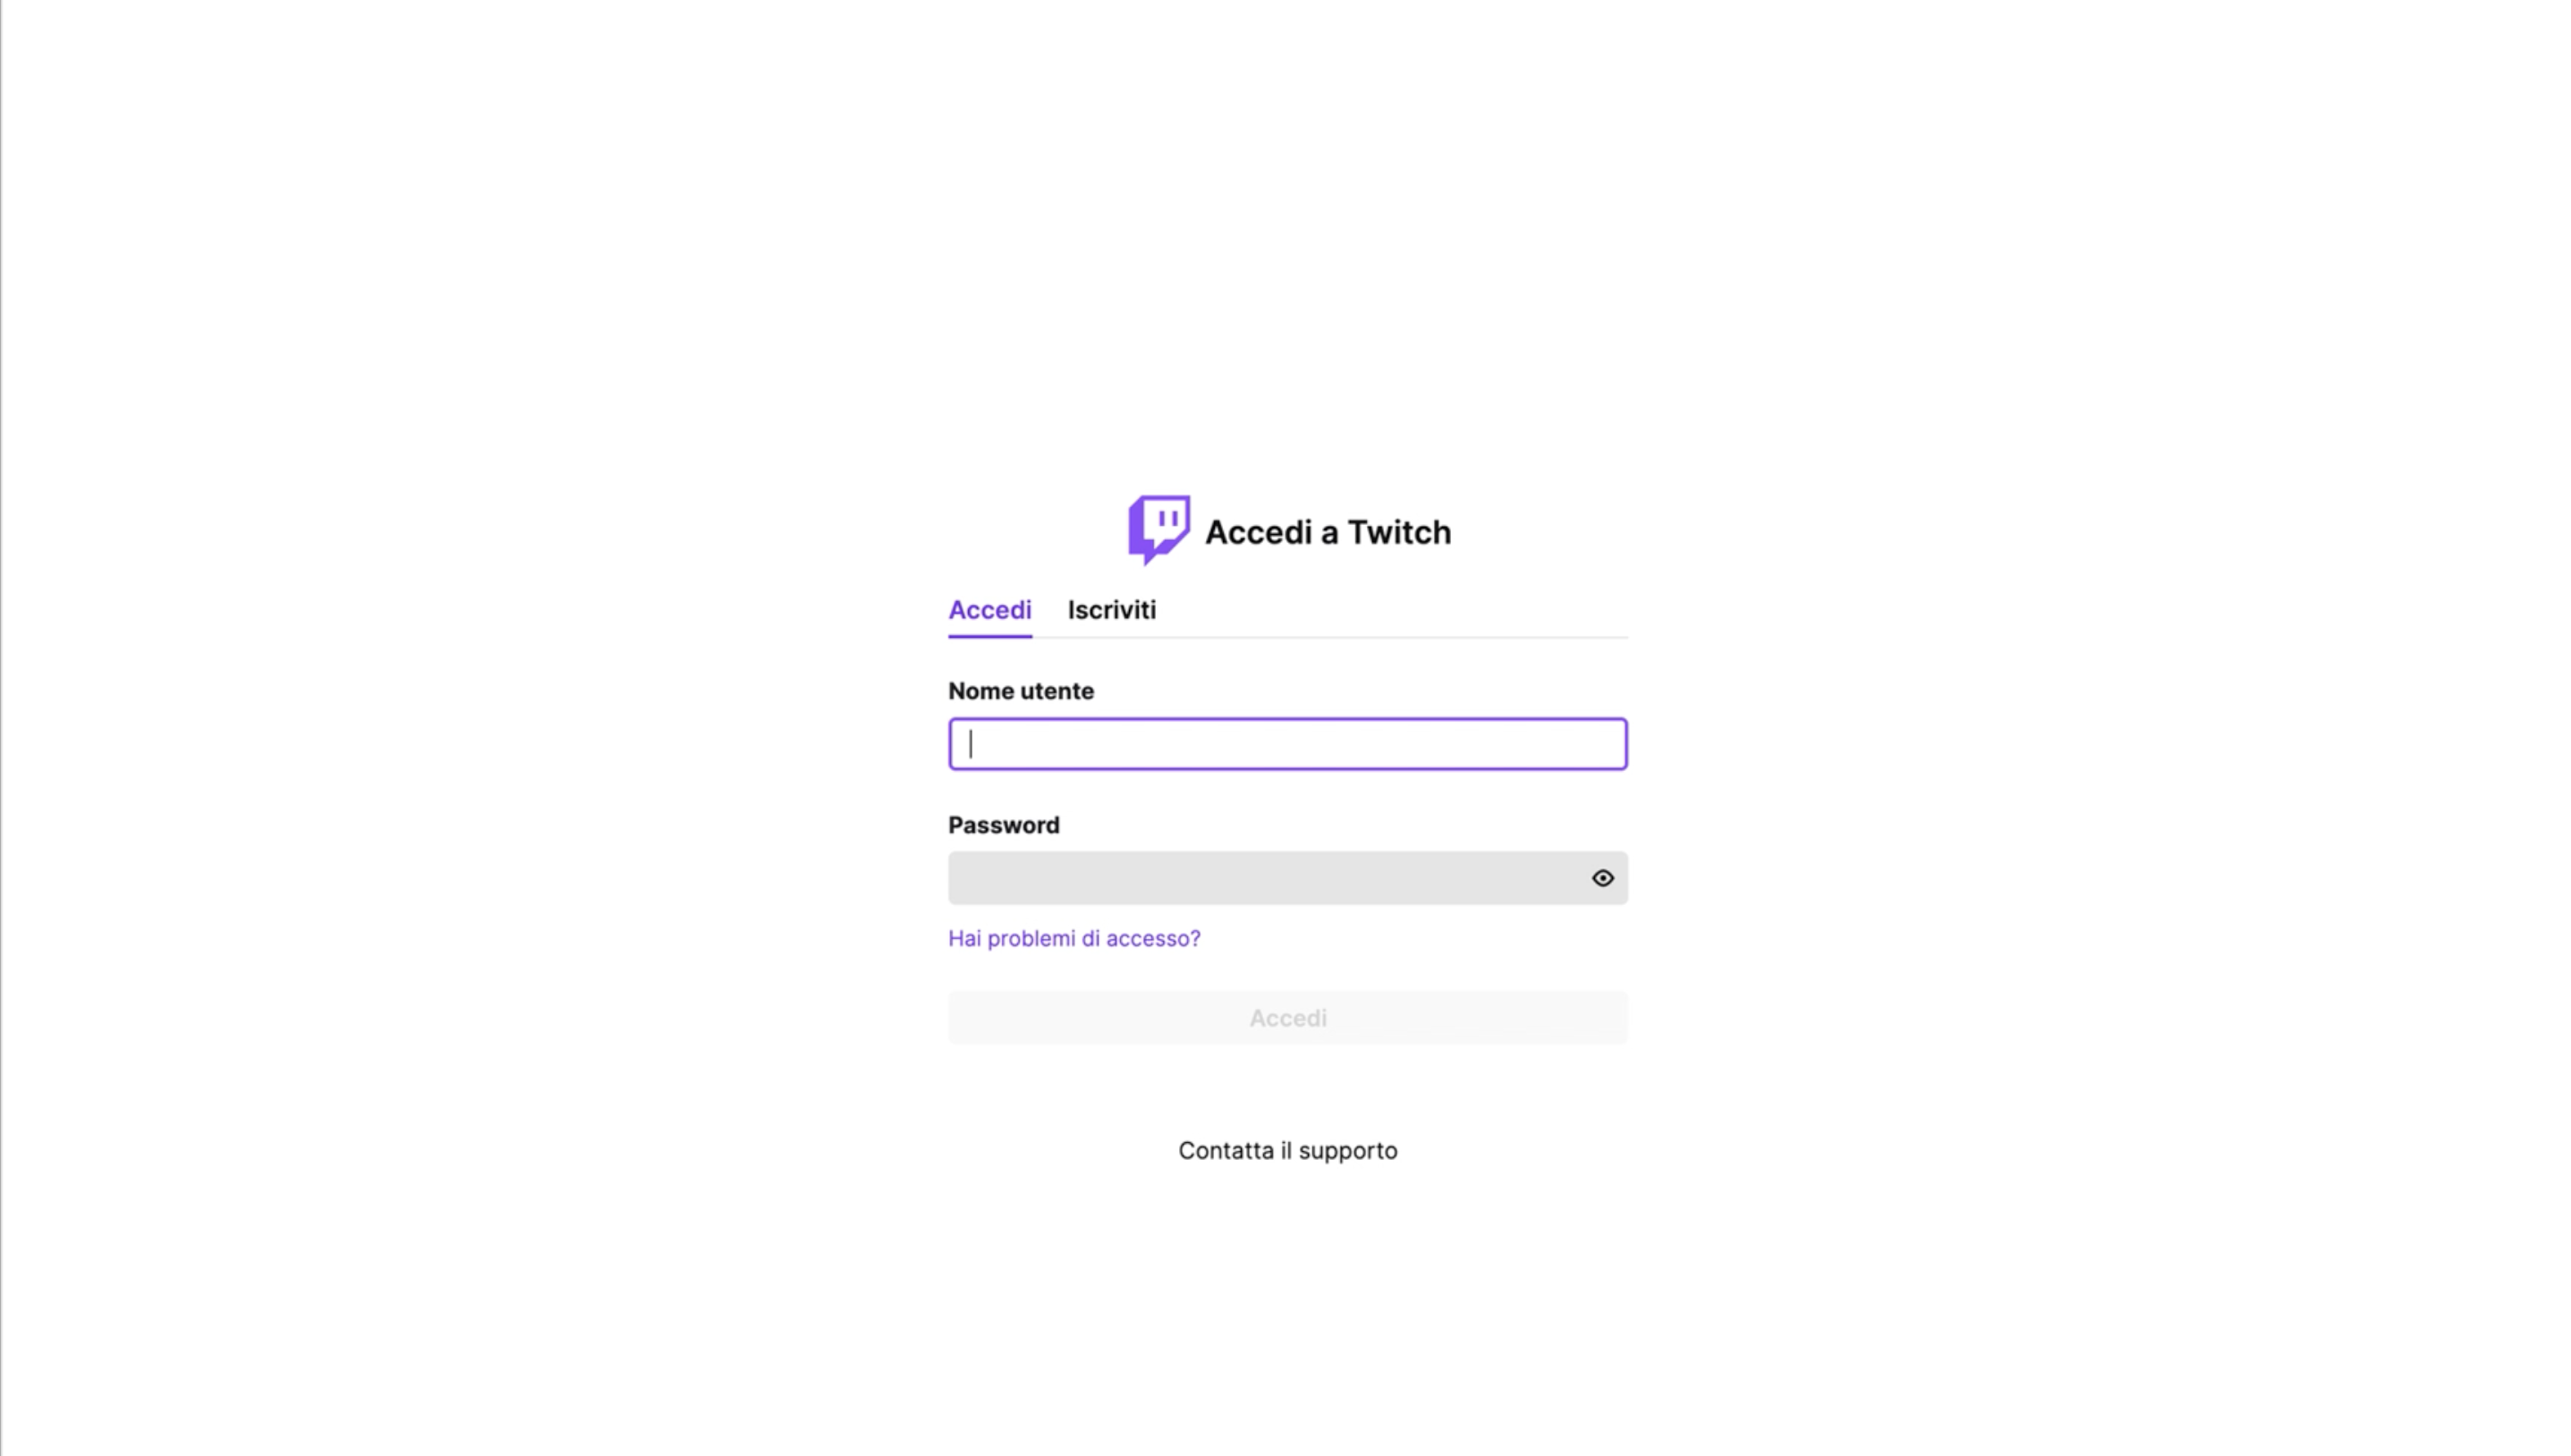 Accedi a Twitch
Accedi Iscriviti
Nome utente
Password
Hai problemi di accesso?
Accedi
Contatta il supporto